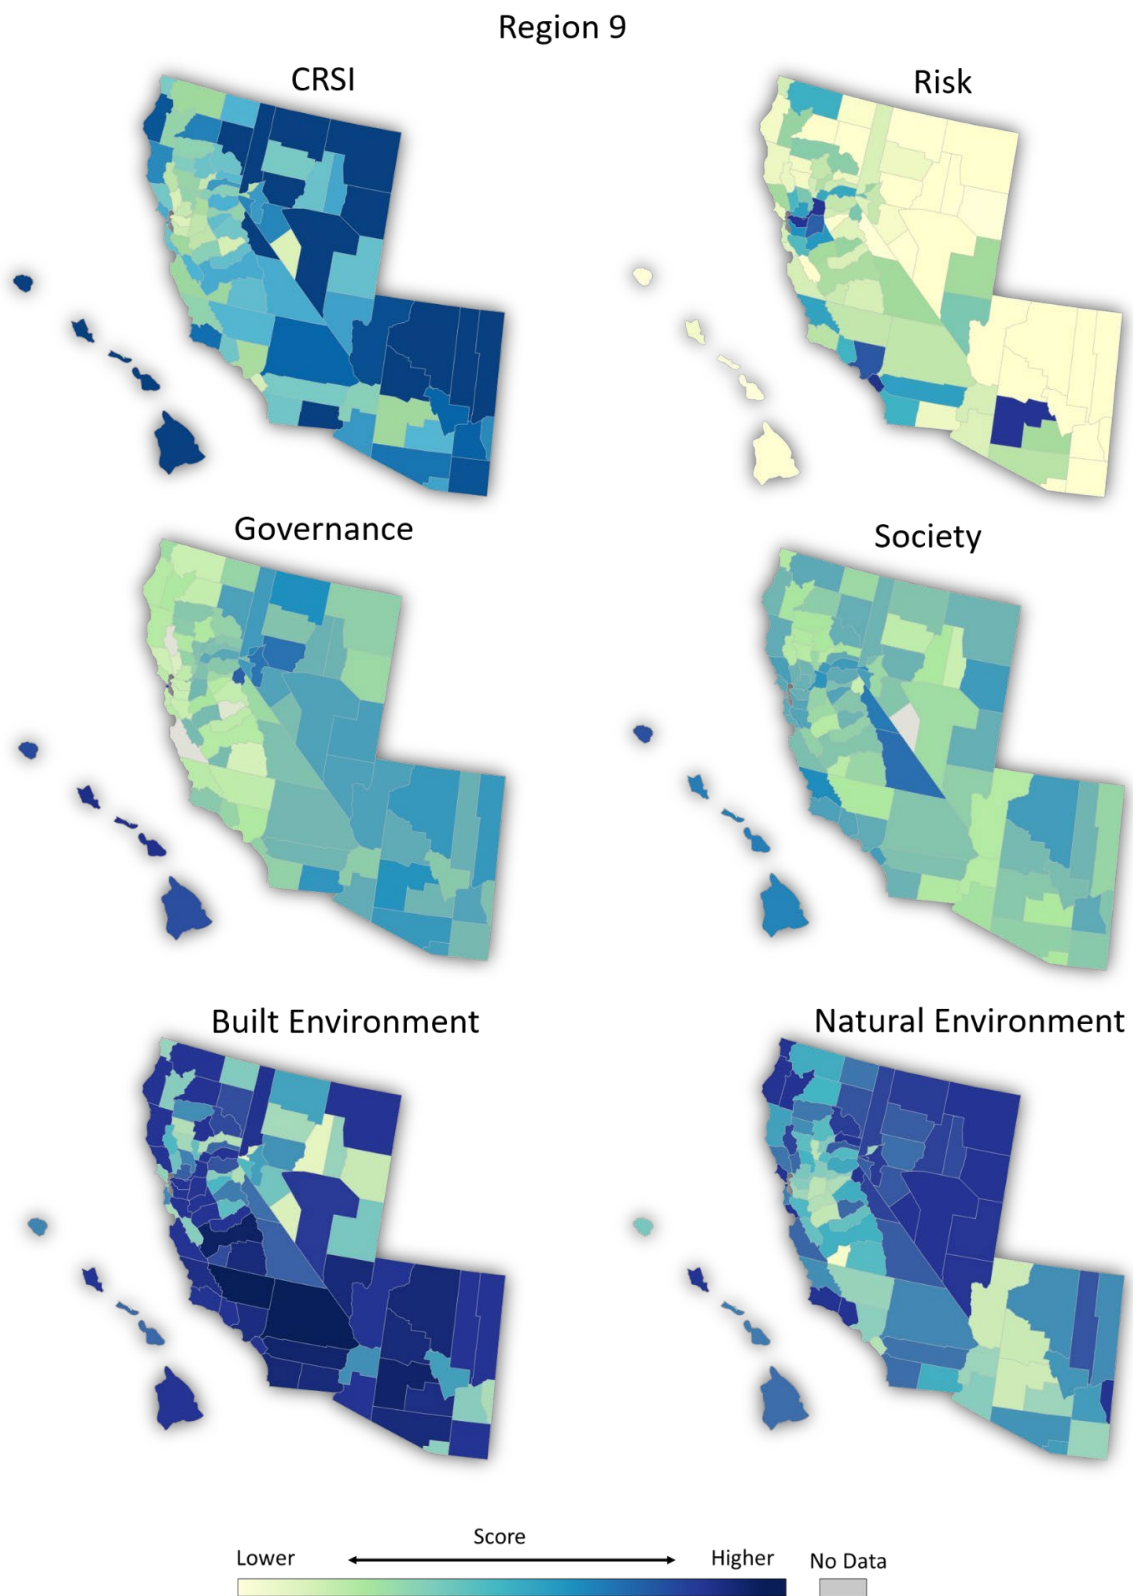 Region 9
CRSI
Risk
Governance
Society
Built Environment
Natural Environment
Score
Lower
Higher
No Data